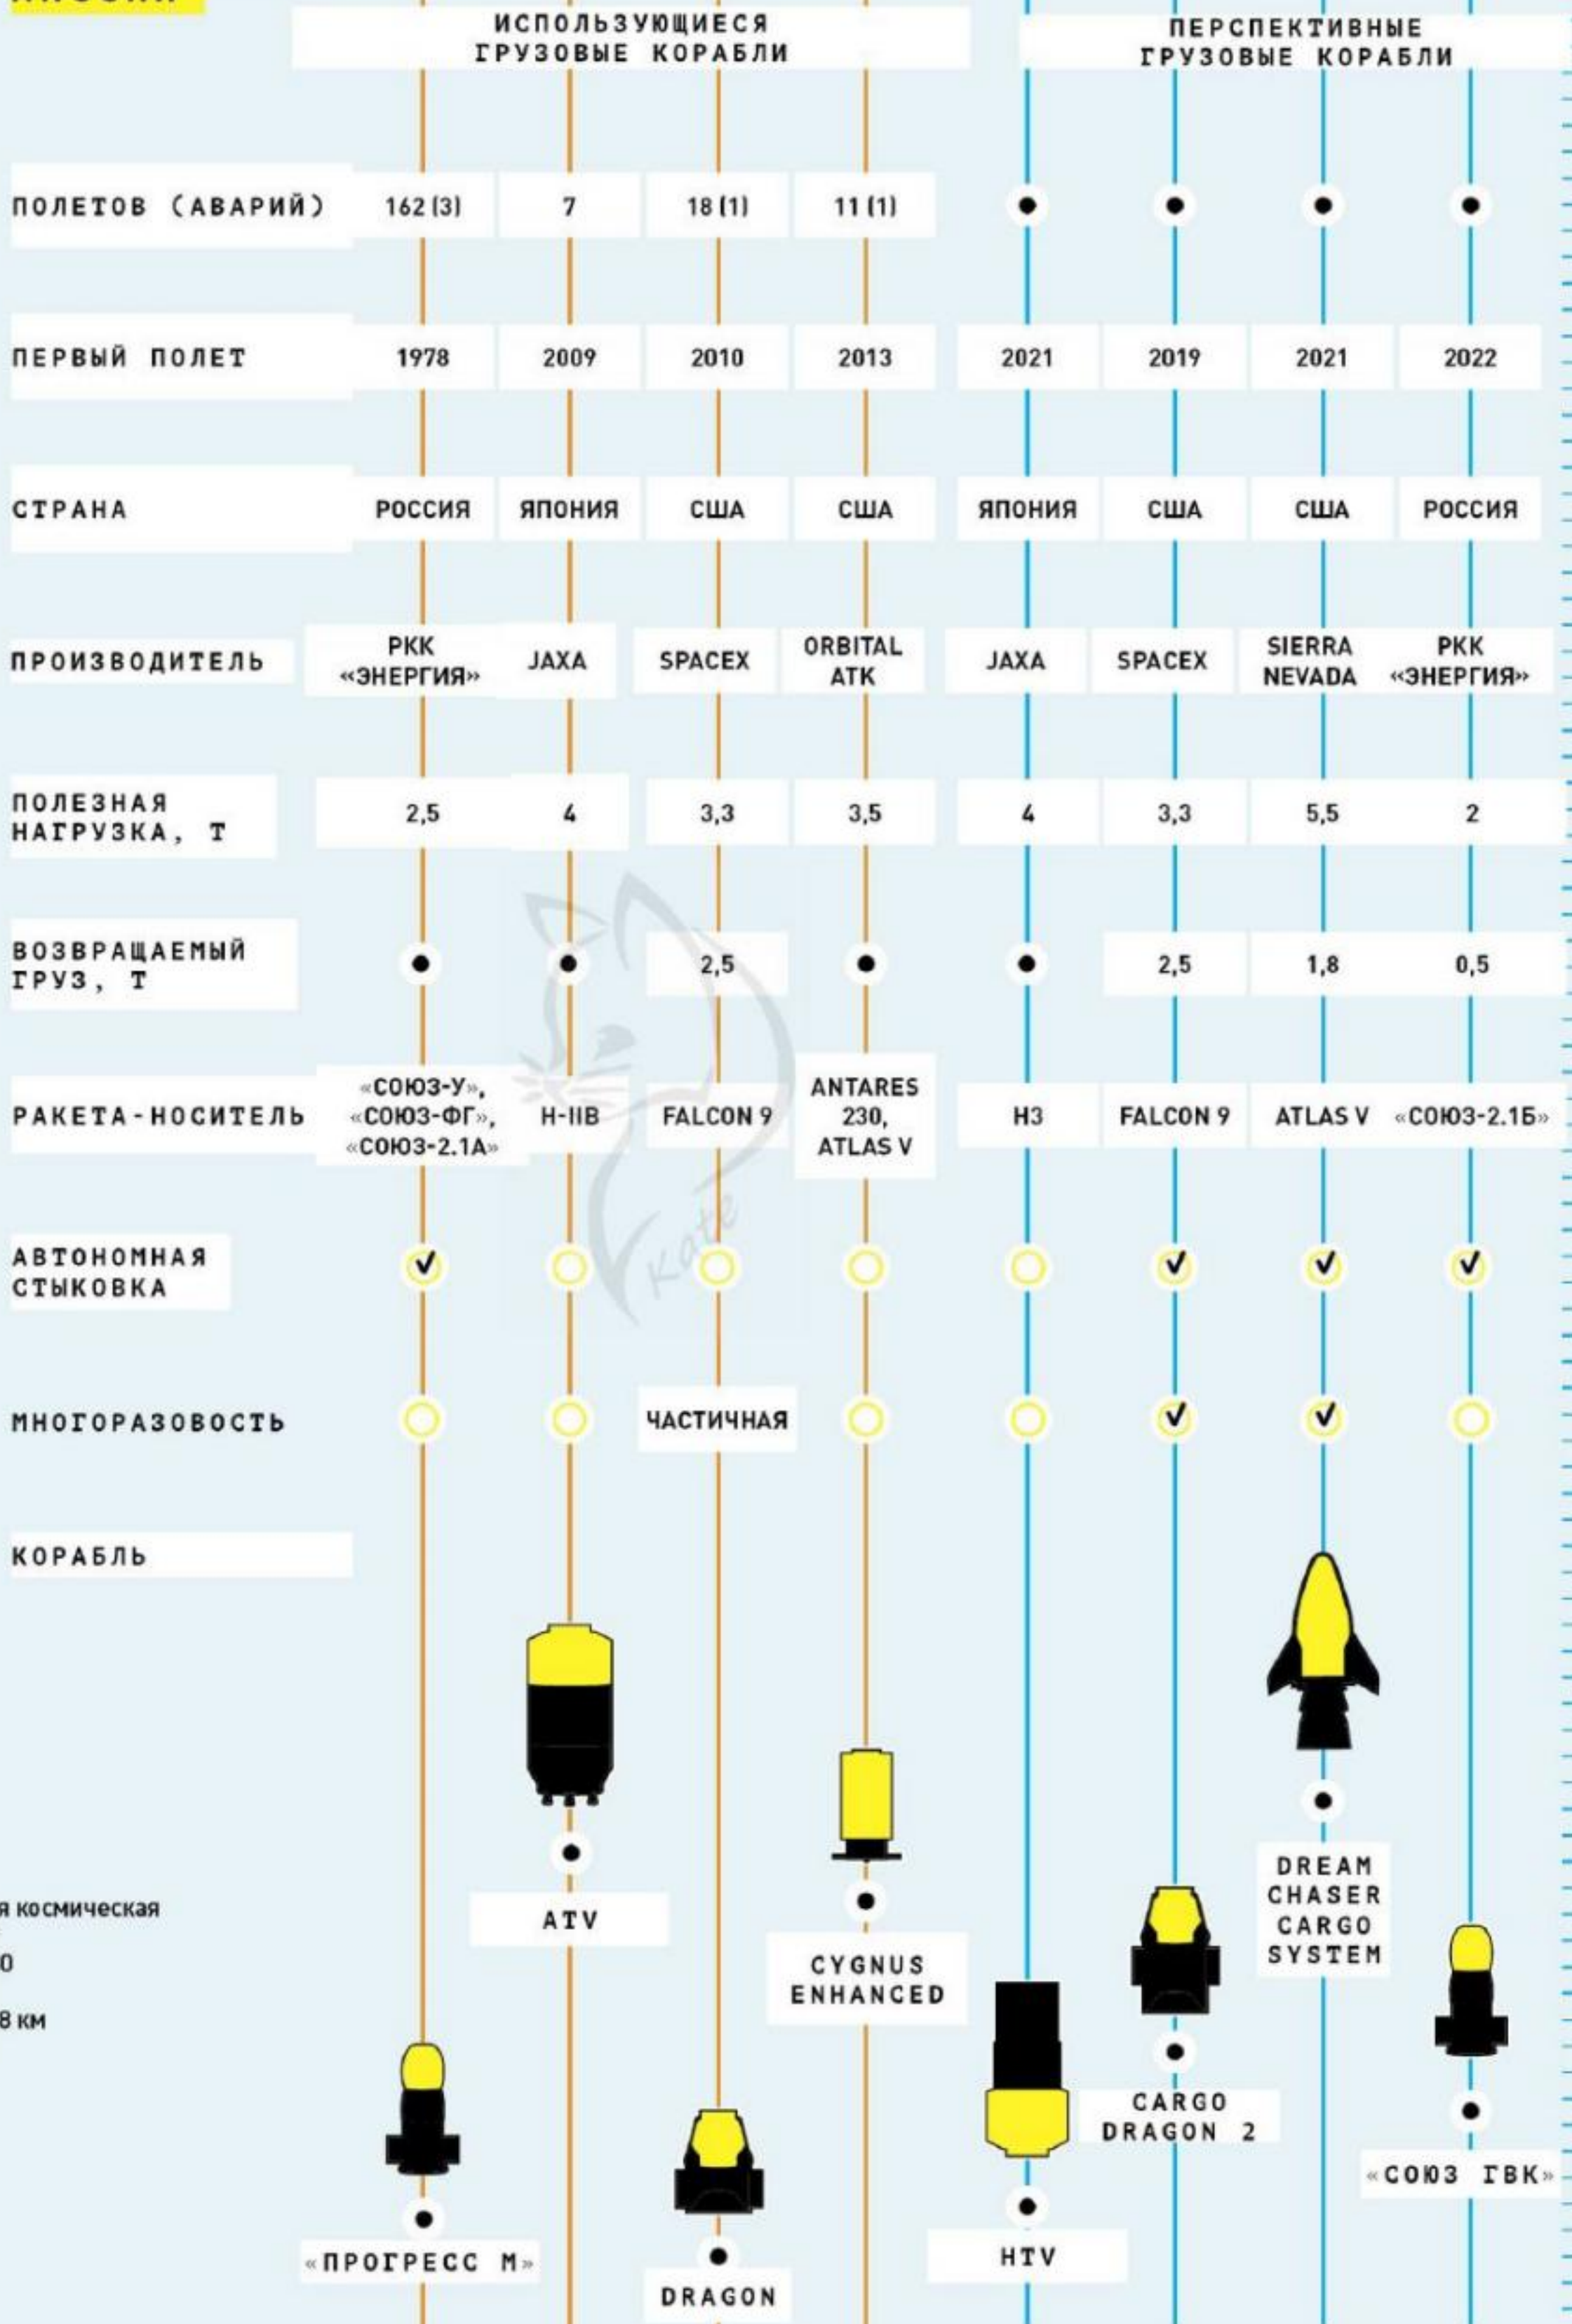 ИСПОЛЬЗУЮЩИЕСЯ
ГРУЗОВЫЕ КОРАБЛИ
ПЕРСПЕКТИВНЫЕ
ГРУЗОВЫЕ КОРАБЛИ
ПОЛЕТОВ (АВАРИЙ) 162 (3) 7 18 (1) 11 (1)
ПЕРВЫЙ ПОЛЕТ 1978 2009 2010 2013 2021 2019 2021 2022
СТРАНА РОССИЯ ЯПОНИЯ США США ЯПОНИЯ США США РОССИЯ
ПРОИЗВОДИТЕЛЬ
РКК
«ЭНЕРГИЯ»
JAXA
SPACEX
ORBITAL
ATK
JAXA
SPACEX
SIERRA
NEVADA
РКК
«ЭНЕРГИЯ»
ПОЛЕЗНАЯ
НАГРУЗКА, Т
2,5 4 3,3 3,5 4 3,3 5,5 2
ВОЗВРАЩАЕМЫЙ
ГРУЗ, Т
2,5 2,5 1,8 0,5
РАКЕТА-НОСИТЕЛЬ
«СОЮЗ-У»,
«СОЮЗ-ФГ»,
«СОЮЗ-2.1А»
H-IIB
FALCON 9
ANTARES
230,
ATLAS V
H3
FALCON 9
ATLAS V
«СОЮЗ-2.1Б»
АВТОНОМНАЯ
СТЫКОВКА
МНОГОРАЗОВОСТЬ
ЧАСТИЧНАЯ
КОРАБЛЬ
«ПРОГРЕСС М»
ATV
DRAGON
CYGNUS
ENHANCED
HTV
CARGO
DRAGON 2
DREAM
CHASER
CARGO
SYSTEM
«СОЮЗ ГВК»
я космическая
0
8 км
Kate